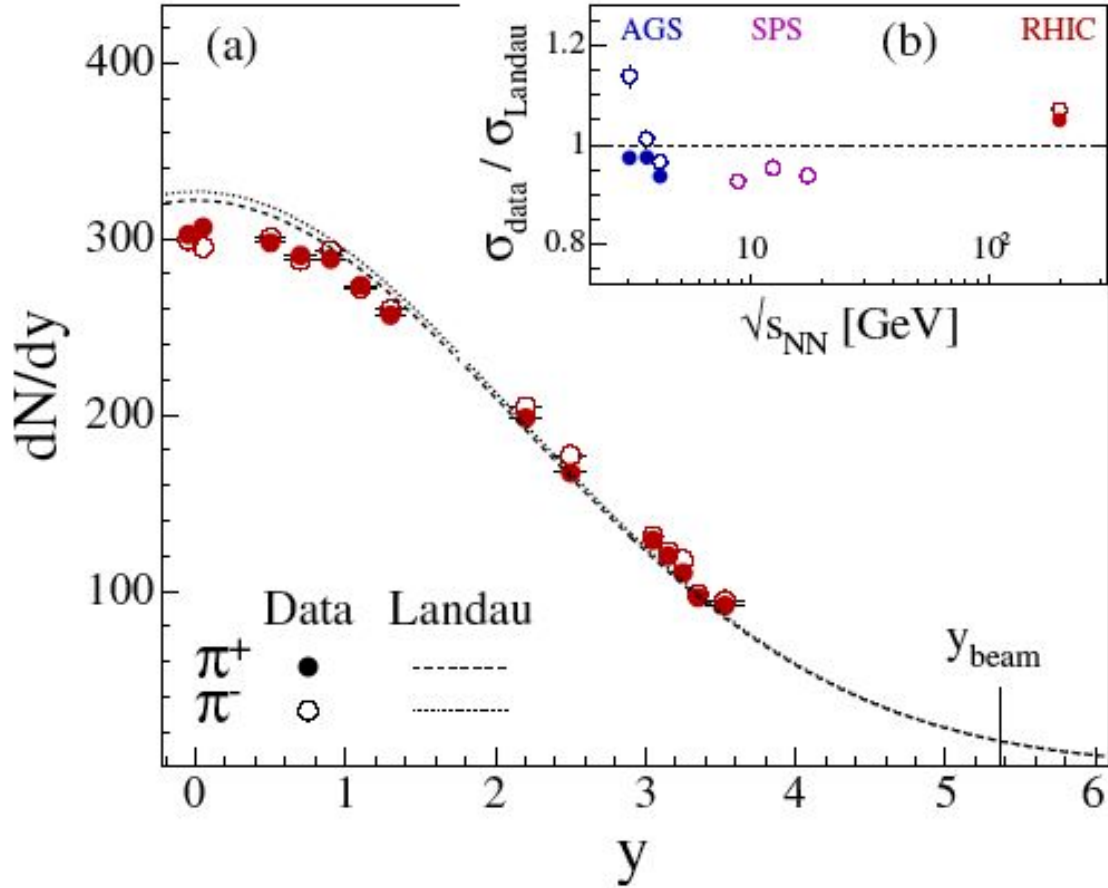 (a)
dN/dy
400
300
200
100
0 1 2 3 4 5 6
y
Data Landau
π⁺
π⁻
y_beam
(b)
AGS SPS RHIC
σ_data / σ_Landau
1.2
1
0.8
10 10²
√s_NN [GeV]